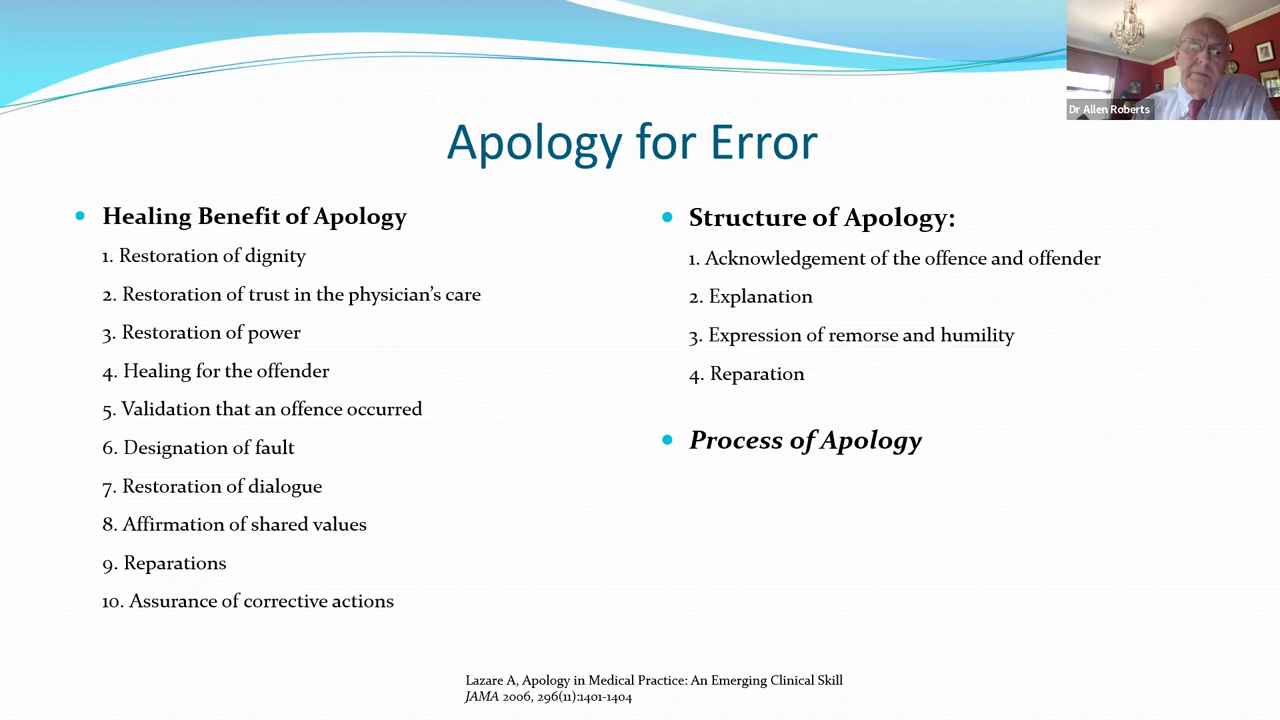 Dr Allen Roberts
Apology for Error
Healing Benefit of Apology
1. Restoration of dignity
2. Restoration of trust in the physician’s care
3. Restoration of power
4. Healing for the offender
5. Validation that an offence occurred
6. Designation of fault
7. Restoration of dialogue
8. Affirmation of shared values
9. Reparations
10. Assurance of corrective actions
Structure of Apology:
1. Acknowledgement of the offence and offender
2. Explanation
3. Expression of remorse and humility
4. Reparation
Process of Apology
Lazare A, Apology in Medical Practice: An Emerging Clinical Skill
JAMA 2006, 296(11):1401-1404